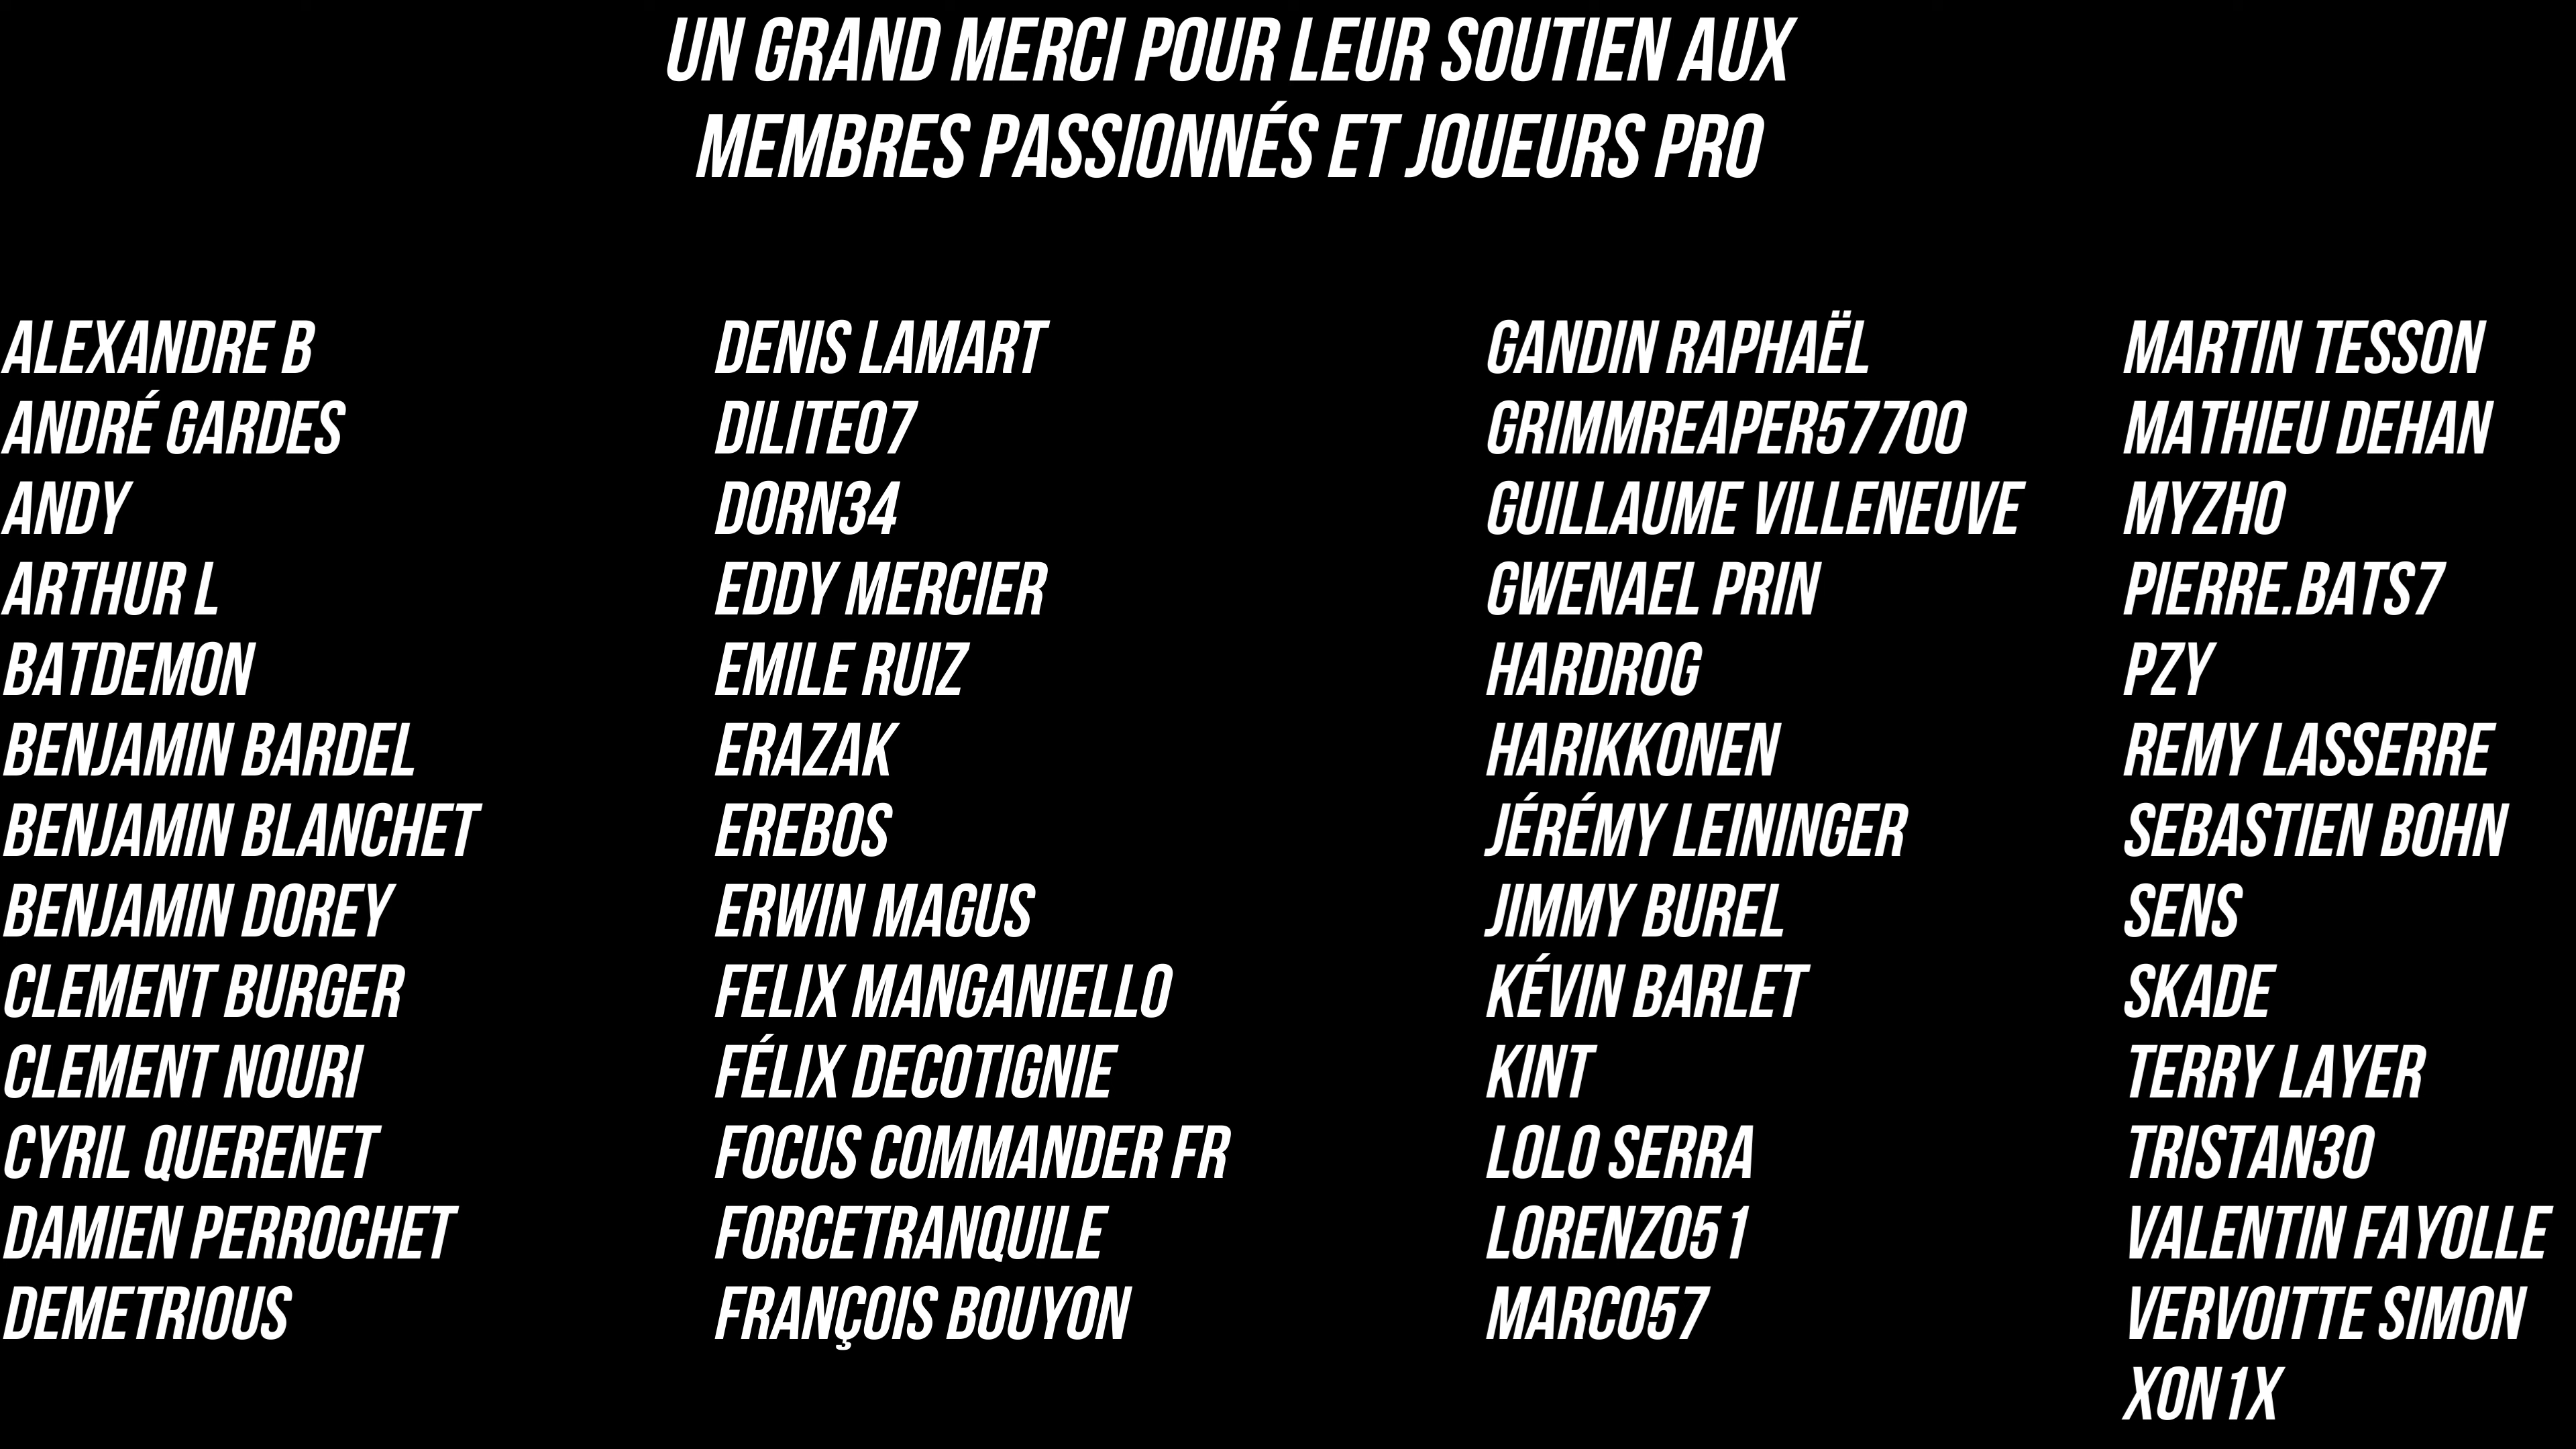 UN GRAND MERCI POUR LEUR SOUTIEN AUX
MEMBRES PASSIONNÉS ET JOUEURS PRO
ALEXANDRE B
ANDRÉ GARDES
ANDY
ARTHUR L
BATDEMON
BENJAMIN BARDEL
BENJAMIN BLANCHET
BENJAMIN DOREY
CLEMENT BURGER
CLEMENT NOURI
CYRIL QUERENET
DAMIEN PERROCHET
DEMETRIOUS
DENIS LAMART
DILITE07
DORN34
EDDY MERCIER
EMILE RUIZ
ERAZAK
EREBOS
ERWIN MAGUS
FELIX MANGANIELLO
FÉLIX DECOTIGNIE
FOCUS COMMANDER FR
FORCETRANQUILE
FRANÇOIS BOUYON
GANDIN RAPHAËL
GRIMMREAPER57700
GUILLAUME VILLENEUVE
GWENAEL PRIN
HARDROG
HARIKKONEN
JÉRÉMY LEININGER
JIMMY BUREL
KÉVIN BARLET
KINT
LOLO SERRA
LORENZO51
MARCO57
MARTIN TESSON
MATHIEU DEHAN
MYZHO
PIERRE.BATS7
PZY
REMY LASSERRE
SEBASTIEN BOHN
SENS
SKADE
TERRY LAYER
TRISTAN30
VALENTIN FAYOLLE
VERVOITTE SIMON
XON1X